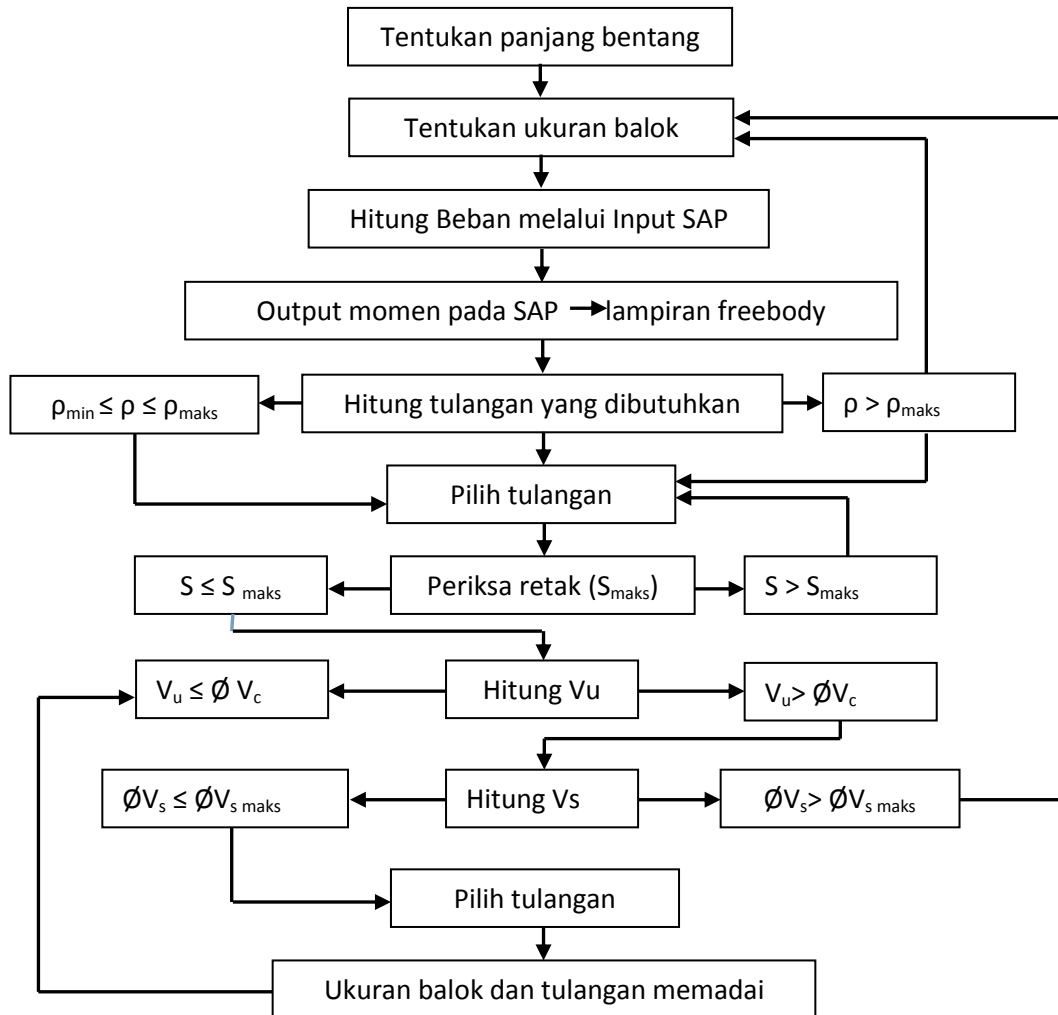 Tentukan panjang bentang
Tentukan ukuran balok
Hitung Beban melalui Input SAP
Output momen pada SAP → lampiran freebody
ρmin ≤ ρ ≤ ρmaks
Hitung tulangan yang dibutuhkan
ρ > ρmaks
Pilih tulangan
S ≤ S maks
Periksa retak (Smaks)
S > Smaks
Vu ≤ Ø Vc
Hitung Vu
Vu> ØVc
ØVs ≤ ØVs maks
Hitung Vs
ØVs> ØVs maks
Pilih tulangan
Ukuran balok dan tulangan memadai